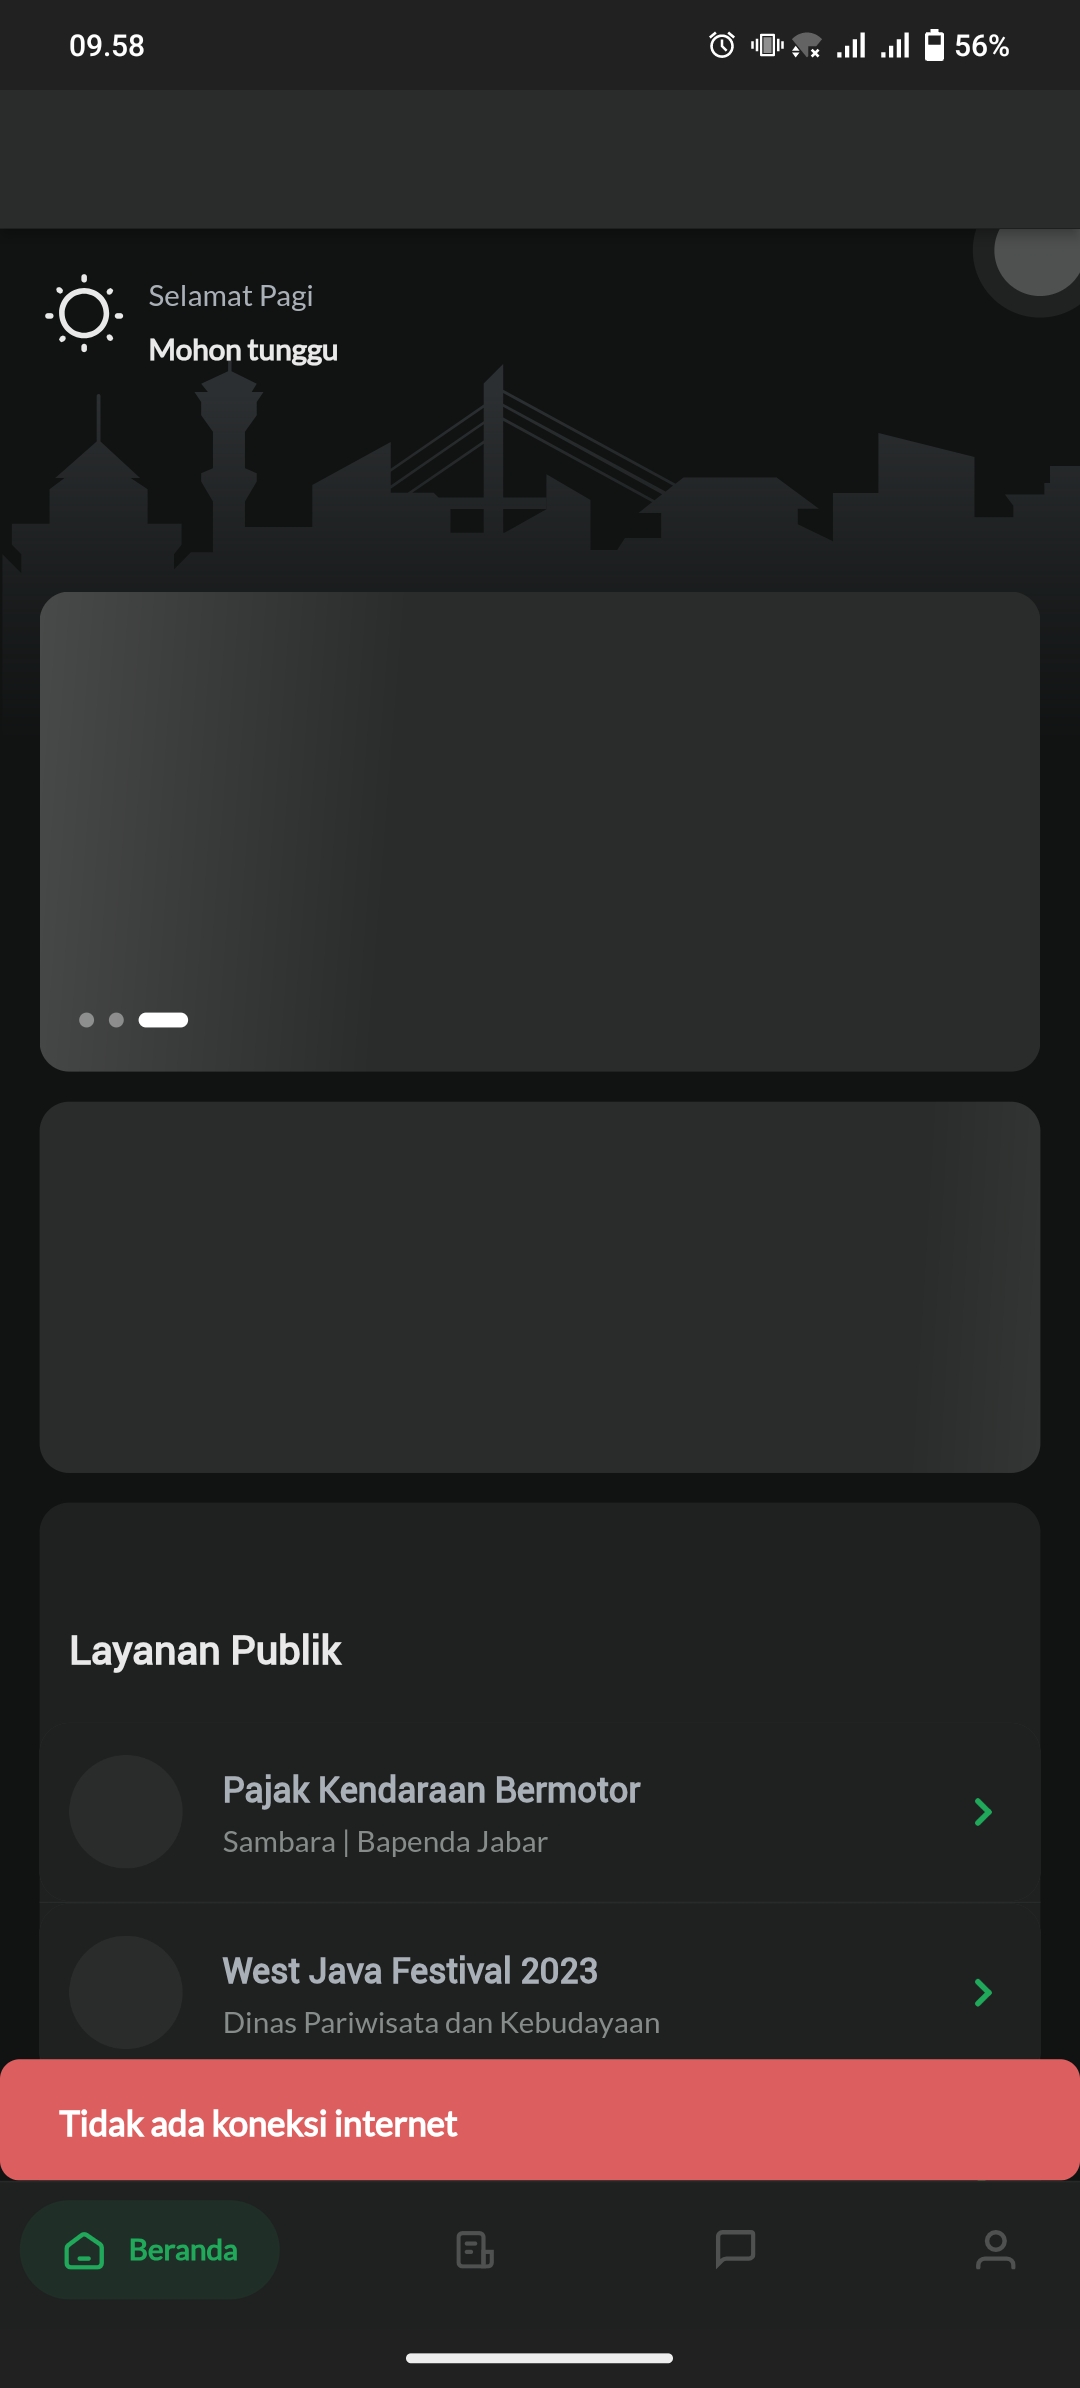 09.58
56%
Selamat Pagi
Mohon tunggu
Layanan Publik
Pajak Kendaraan Bermotor
Sambara | Bapenda Jabar
West Java Festival 2023
Dinas Pariwisata dan Kebudayaan
Tidak ada koneksi internet
Beranda